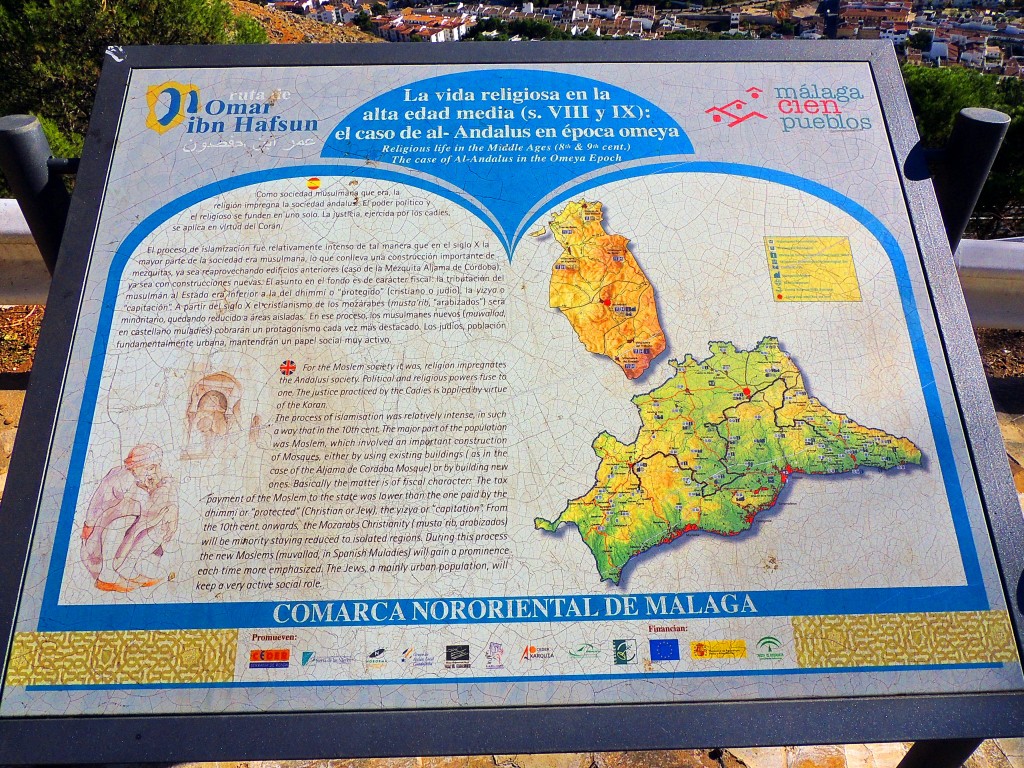 ruta de
Omar
ibn Hafsun
عمر ابن حفصون
La vida religiosa en la
alta edad media (s. VIII y IX):
el caso de al- Andalus en época omeya
Religious life in the Middle Ages (8th & 9th cent.)
The case of Al-Andalus in the Omeya Epoch
málaga
cien
pueblos
Como sociedad musulmana que era, la
religión impregna la sociedad andalusí. El poder político y
el religioso se funden en uno solo. La justicia, ejercida por los cadíes,
se aplica en virtud del Corán.
El proceso de islamización fue relativamente intenso de tal manera que en el siglo X la
mayor parte de la sociedad era musulmana, lo que conlleva una construcción importante de
mezquitas, ya sea reaprovechando edificios anteriores (caso de la Mezquita Aljama de Córdoba),
ya sea con construcciones nuevas. El asunto en el fondo es de carácter fiscal: la tributación del
musulmán al Estado era inferior a la del dhimmi o "protegido" (cristiano o judío), la yizya o
"capitación". A partir del siglo X el cristianismo de los mozárabes (musta'rib, "arabizados") será
minoritario, quedando reducido a áreas aisladas. En ese proceso, los musulmanes nuevos (muwallad,
en castellano muladíes) cobrarán un protagonismo cada vez más destacado. Los judíos, población
fundamentalmente urbana, mantendrán un papel social muy activo.
For the Moslem society it was, religion impregnates
the Andalusi society. Political and religious powers fuse to
one. The justice practiced by the Cadies is applied by virtue
of the Koran.
The process of islamisation was relatively intense, in such
a way that in the 10th cent. The major part of the population
was Moslem, which involved an important construction
of Mosques, either by using existing buildings ( as in the
case of the Aljama de Cordoba Mosque) or by building new
ones. Basically the matter is of fiscal character: The tax
payment of the Moslem to the state was lower than the one paid by the
dhimmi or "protected" (Christian or Jew), the yizya or "capitation". From
the 10th cent. onwards, the Mozarabs Christianity ( musta´rib, arabizados)
will be minority staying reduced to isolated regions. During this process
the new Moslems (muvallad, in Spanish Muladies) will gain a prominence
each time more emphasized. The Jews, a mainly urban population, will
keep a very active social role.
COMARCA NORORIENTAL DE MALAGA
Promueven:
Financian:
CEDER
CEDER
AXARQUIA